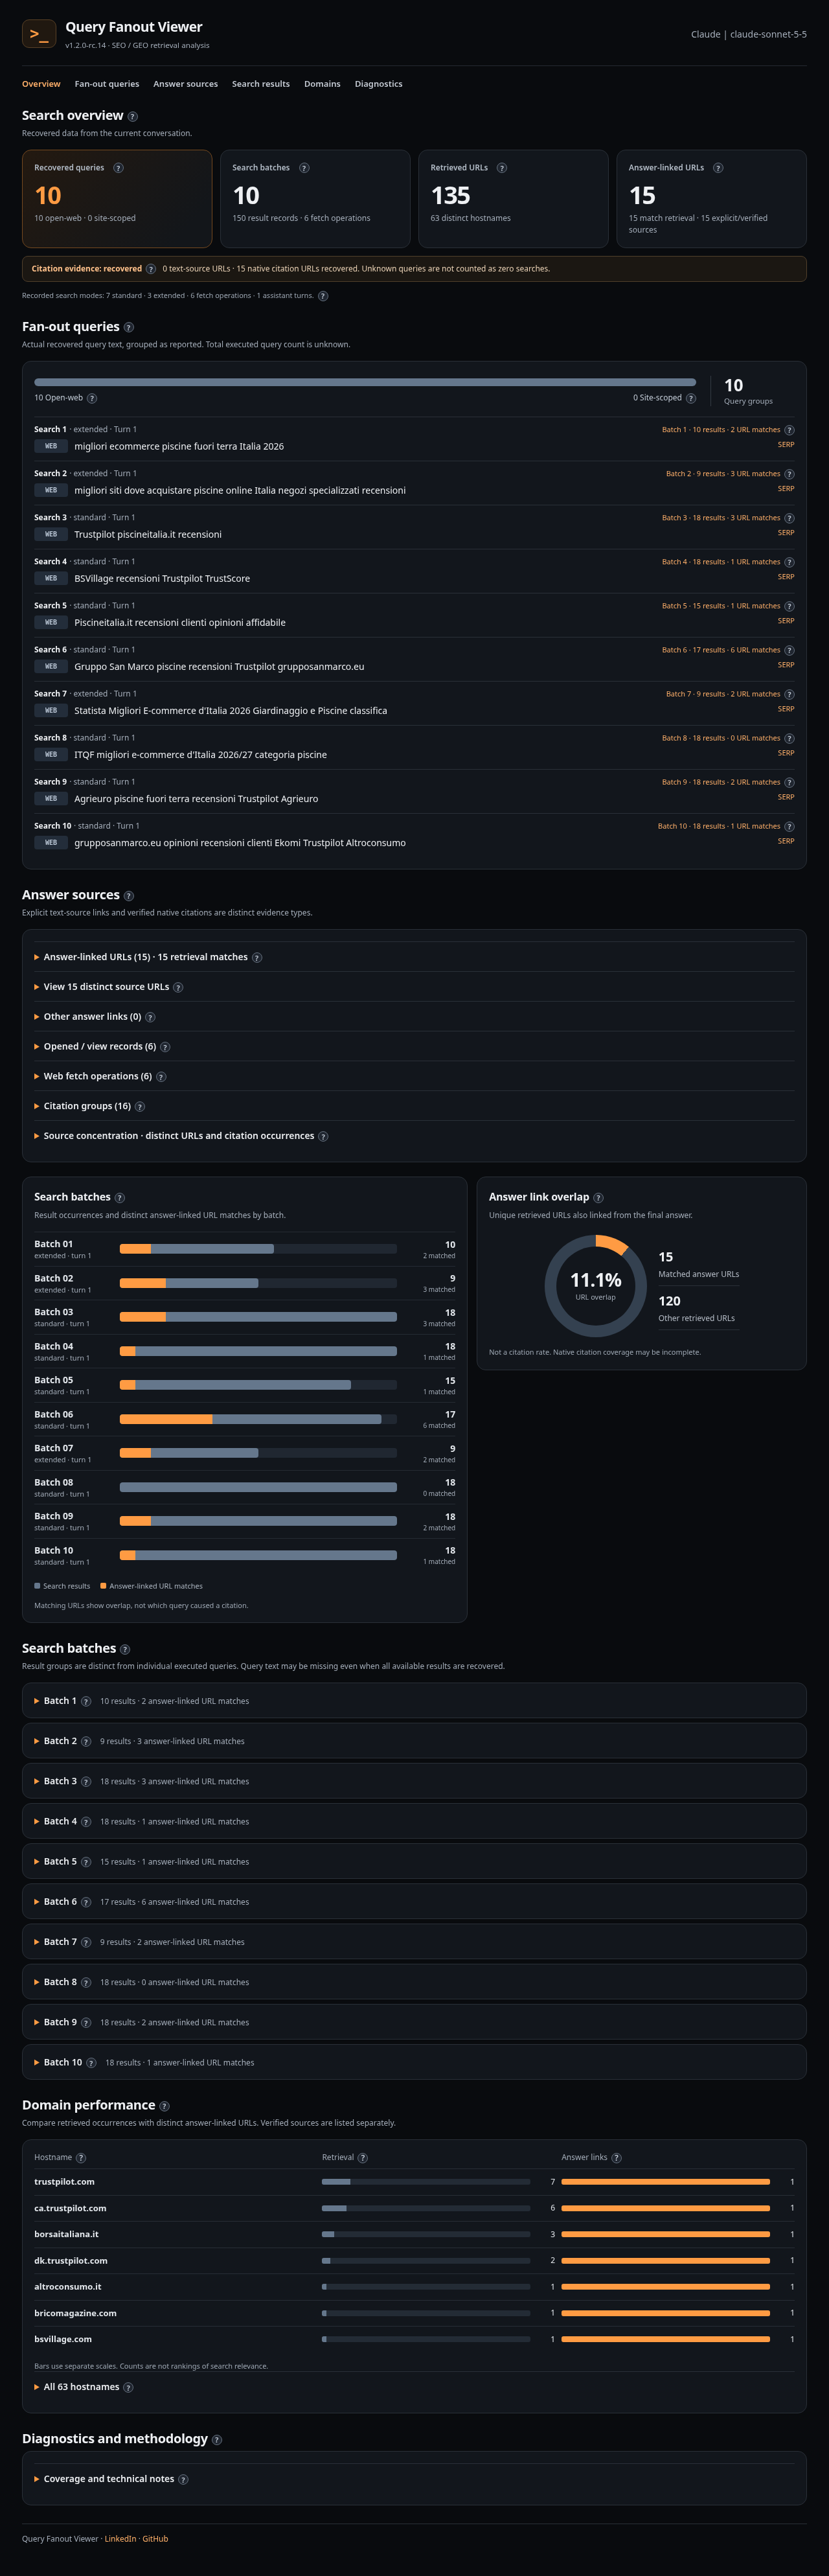 >_
Query Fanout Viewer
v1.2.0-rc.14 · SEO / GEO retrieval analysis
Claude | claude-sonnet-5-5
Overview Fan-out queries Answer sources Search results Domains Diagnostics
Search overview ?
Recovered data from the current conversation.
Recovered queries ?
10
10 open-web · 0 site-scoped
Search batches ?
10
150 result records · 6 fetch operations
Retrieved URLs ?
135
63 distinct hostnames
Answer-linked URLs ?
15
15 match retrieval · 15 explicit/verified
sources
Citation evidence: recovered ? 0 text-source URLs · 15 native citation URLs recovered. Unknown queries are not counted as zero searches.
Recorded search modes: 7 standard · 3 extended · 6 fetch operations · 1 assistant turns. ?
Fan-out queries ?
Actual recovered query text, grouped as reported. Total executed query count is unknown.
10 Open-web ? 0 Site-scoped ?
10
Query groups
Search 1 · extended · Turn 1 Batch 1 · 10 results · 2 URL matches ?
WEB migliori ecommerce piscine fuori terra Italia 2026 SERP
Search 2 · extended · Turn 1 Batch 2 · 9 results · 3 URL matches ?
WEB migliori siti dove acquistare piscine online Italia negozi specializzati recensioni SERP
Search 3 · standard · Turn 1 Batch 3 · 18 results · 3 URL matches ?
WEB Trustpilot piscineitalia.it recensioni SERP
Search 4 · standard · Turn 1 Batch 4 · 18 results · 1 URL matches ?
WEB BSVillage recensioni Trustpilot TrustScore SERP
Search 5 · standard · Turn 1 Batch 5 · 15 results · 1 URL matches ?
WEB Piscineitalia.it recensioni clienti opinioni affidabile SERP
Search 6 · standard · Turn 1 Batch 6 · 17 results · 6 URL matches ?
WEB Gruppo San Marco piscine recensioni Trustpilot grupposanmarco.eu SERP
Search 7 · extended · Turn 1 Batch 7 · 9 results · 2 URL matches ?
WEB Statista Migliori E-commerce d'Italia 2026 Giardinaggio e Piscine classifica SERP
Search 8 · standard · Turn 1 Batch 8 · 18 results · 0 URL matches ?
WEB ITQF migliori e-commerce d'Italia 2026/27 categoria piscine SERP
Search 9 · standard · Turn 1 Batch 9 · 18 results · 2 URL matches ?
WEB Agrieuro piscine fuori terra recensioni Trustpilot Agrieuro SERP
Search 10 · standard · Turn 1 Batch 10 · 18 results · 1 URL matches ?
WEB grupposanmarco.eu opinioni recensioni clienti Ekomi Trustpilot Altroconsumo SERP
Answer sources ?
Explicit text-source links and verified native citations are distinct evidence types.
Answer-linked URLs (15) · 15 retrieval matches ?
View 15 distinct source URLs ?
Other answer links (0) ?
Opened / view records (6) ?
Web fetch operations (6) ?
Citation groups (16) ?
Source concentration · distinct URLs and citation occurrences ?
Search batches ?
Result occurrences and distinct answer-linked URL matches by batch.
Batch 01 10
extended · turn 1 2 matched
Batch 02 9
extended · turn 1 3 matched
Batch 03 18
standard · turn 1 3 matched
Batch 04 18
standard · turn 1 1 matched
Batch 05 15
standard · turn 1 1 matched
Batch 06 17
standard · turn 1 6 matched
Batch 07 9
extended · turn 1 2 matched
Batch 08 18
standard · turn 1 0 matched
Batch 09 18
standard · turn 1 2 matched
Batch 10 18
standard · turn 1 1 matched
Search results Answer-linked URL matches
Matching URLs show overlap, not which query caused a citation.
Answer link overlap ?
Unique retrieved URLs also linked from the final answer.
11.1%
URL overlap
15
Matched answer URLs
120
Other retrieved URLs
Not a citation rate. Native citation coverage may be incomplete.
Search batches ?
Result groups are distinct from individual executed queries. Query text may be missing even when all available results are recovered.
Batch 1 ? 10 results · 2 answer-linked URL matches
Batch 2 ? 9 results · 3 answer-linked URL matches
Batch 3 ? 18 results · 3 answer-linked URL matches
Batch 4 ? 18 results · 1 answer-linked URL matches
Batch 5 ? 15 results · 1 answer-linked URL matches
Batch 6 ? 17 results · 6 answer-linked URL matches
Batch 7 ? 9 results · 2 answer-linked URL matches
Batch 8 ? 18 results · 0 answer-linked URL matches
Batch 9 ? 18 results · 2 answer-linked URL matches
Batch 10 ? 18 results · 1 answer-linked URL matches
Domain performance ?
Compare retrieved occurrences with distinct answer-linked URLs. Verified sources are listed separately.
Hostname ? Retrieval ? Answer links ?
trustpilot.com 7 1
ca.trustpilot.com 6 1
borsaitaliana.it 3 1
dk.trustpilot.com 2 1
altroconsumo.it 1 1
bricomagazine.com 1 1
bsvillage.com 1 1
Bars use separate scales. Counts are not rankings of search relevance.
All 63 hostnames ?
Diagnostics and methodology ?
Coverage and technical notes ?
Query Fanout Viewer · LinkedIn · GitHub